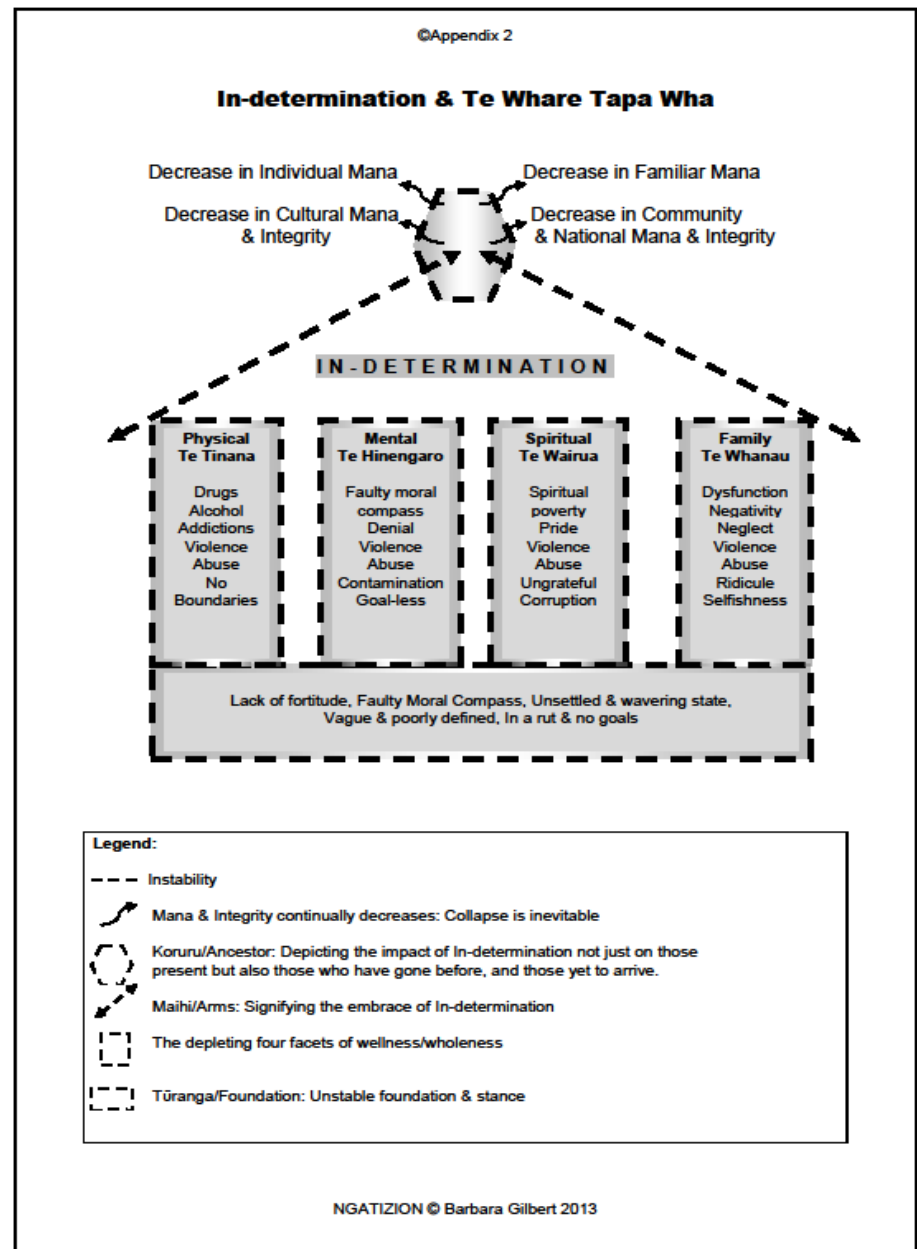 ©Appendix 2
In-determination & Te Whare Tapa Wha
Decrease in Individual Mana
Decrease in Familiar Mana
Decrease in Cultural Mana
& Integrity
Decrease in Community
& National Mana & Integrity
IN-DETERMINATION
Physical
Te Tinana
Drugs
Alcohol
Addictions
Violence
Abuse
No
Boundaries
Mental
Te Hinengaro
Faulty moral
compass
Denial
Violence
Abuse
Contamination
Goal-less
Spiritual
Te Wairua
Spiritual
poverty
Pride
Violence
Abuse
Ungrateful
Corruption
Family
Te Whanau
Dysfunction
Negativity
Neglect
Violence
Abuse
Ridicule
Selfishness
Lack of fortitude, Faulty Moral Compass, Unsettled & wavering state,
Vague & poorly defined, In a rut & no goals
Legend:
Instability
Mana & Integrity continually decreases: Collapse is inevitable
Koruru/Ancestor: Depicting the impact of In-determination not just on those
present but also those who have gone before, and those yet to arrive.
Maihi/Arms: Signifying the embrace of In-determination
The depleting four facets of wellness/wholeness
Tūranga/Foundation: Unstable foundation & stance
NGATIZION © Barbara Gilbert 2013